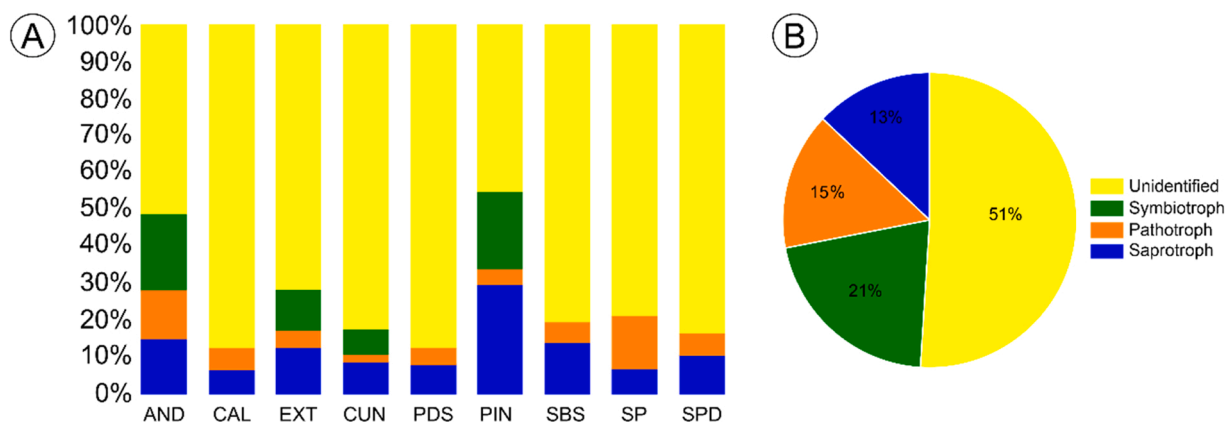 A
100%
90%
80%
70%
60%
50%
40%
30%
20%
10%
0%
AND CAL EXT CUN PDS PIN SBS SP SPD
B
13%
15%
51%
21%
Unidentified
Symbiotroph
Pathotroph
Saprotroph